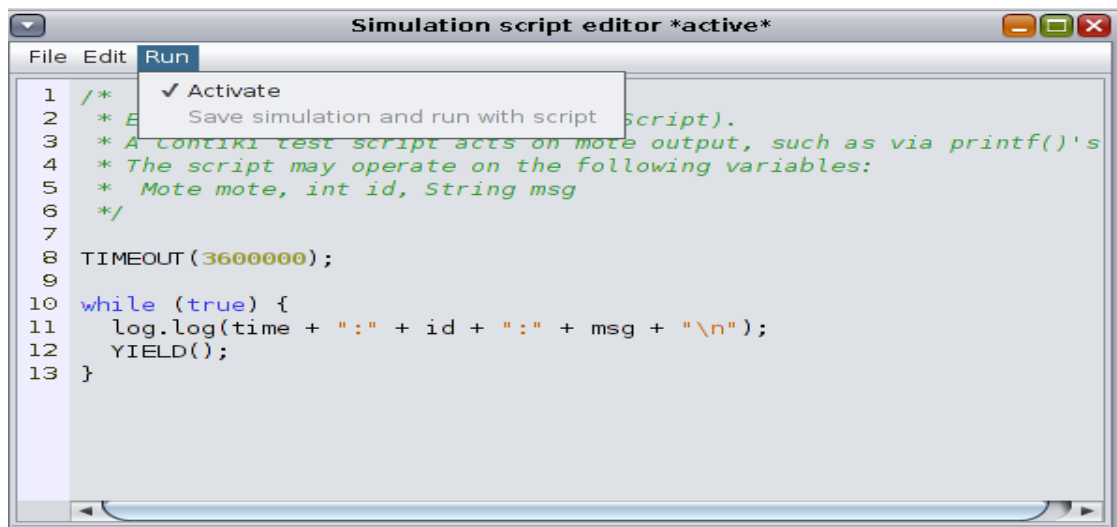 Simulation script editor *active*
File Edit Run
✓ Activate
Save simulation and run with script
1 /*
2 * E Script).
3 * A Contiki test script acts on mote output, such as via printf()'s
4 * The script may operate on the following variables:
5 * Mote mote, int id, String msg
6 */
7
8 TIMEOUT(3600000);
9
10 while (true) {
11 log.log(time + ":" + id + ":" + msg + "\n");
12 YIELD();
13 }